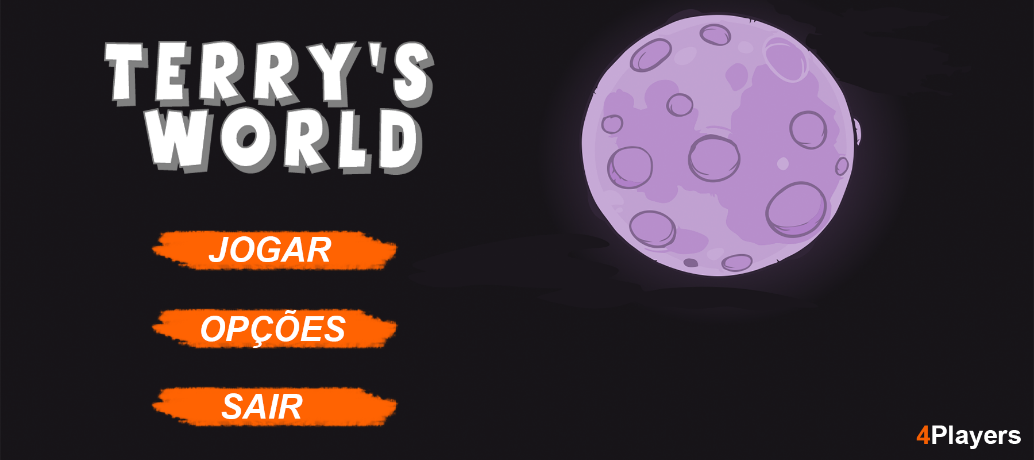 TERRY'S
WORLD
JOGAR
OPÇÕES
SAIR
4Players